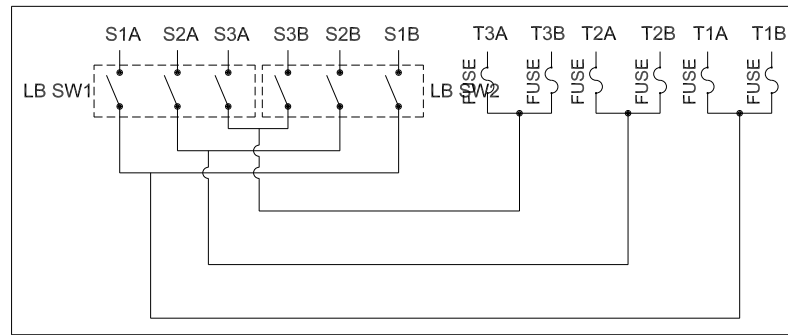 S1A S2A S3A S3B S2B S1B T3A T3B T2A T2B T1A T1B
FUSE FUSE FUSE FUSE FUSE FUSE
LB SW1 LB SW2